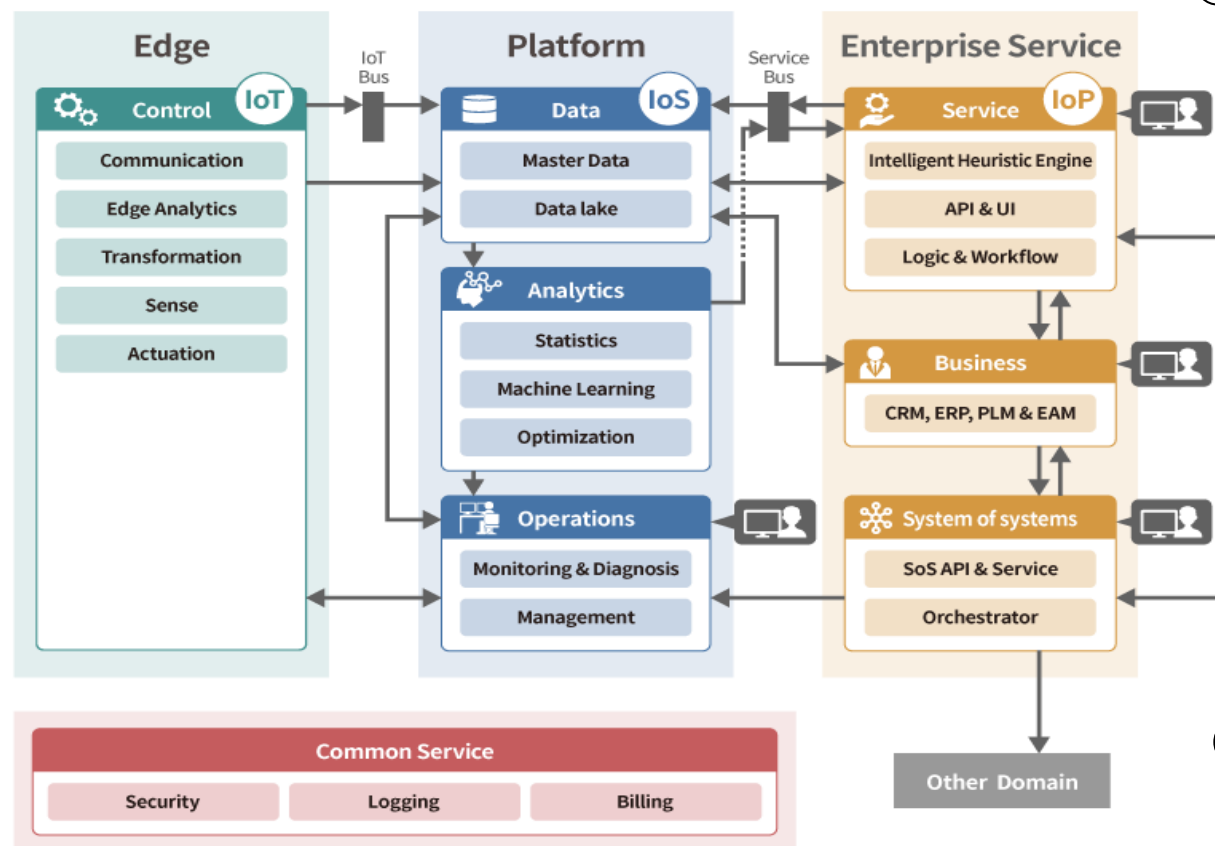 Edge
IoT
Bus
Platform
Service
Bus
Enterprise Service
Control
IoT
Communication
Edge Analytics
Transformation
Sense
Actuation
Data
IoS
Master Data
Data lake
Analytics
Statistics
Machine Learning
Optimization
Operations
Monitoring & Diagnosis
Management
Service
IoP
Intelligent Heuristic Engine
API & UI
Logic & Workflow
Business
CRM, ERP, PLM & EAM
System of systems
SoS API & Service
Orchestrator
Other Domain
Common Service
Security
Logging
Billing